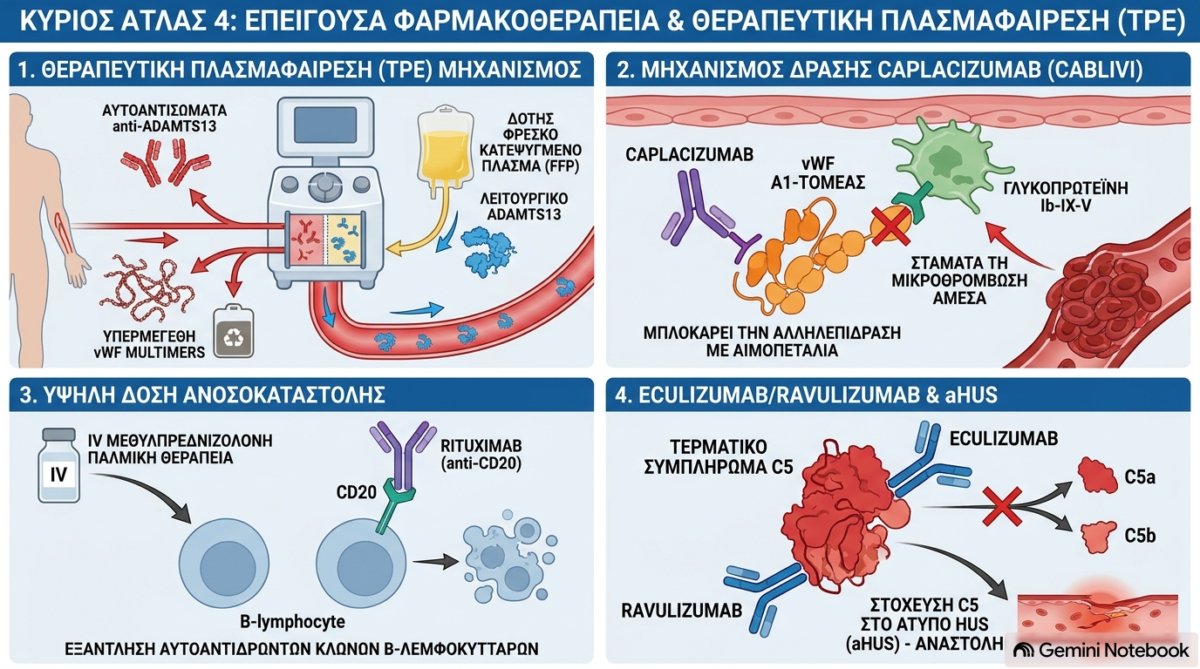 ΚΥΡΙΟΣ ΑΤΛΑΣ 4: ΕΠΕΙΓΟΥΣΑ ΦΑΡΜΑΚΟΘΕΡΑΠΕΙΑ & ΘΕΡΑΠΕΥΤΙΚΗ ΠΛΑΣΜΑΦΑΙΡΕΣΗ (TPE)
1. ΘΕΡΑΠΕΥΤΙΚΗ ΠΛΑΣΜΑΦΑΙΡΕΣΗ (TPE) ΜΗΧΑΝΙΣΜΟΣ
ΑΥΤΟΑΝΤΙΣΩΜΑΤΑ
anti-ADAMTS13
ΔΟΤΗΣ
ΦΡΕΣΚΟ
ΚΑΤΕΨΥΓΜΕΝΟ
ΠΛΑΣΜΑ (FFP)
ΛΕΙΤΟΥΡΓΙΚΟ
ADAMTS13
ΥΠΕΡΜΕΓΕΘΗ
vWF MULTIMERS
2. ΜΗΧΑΝΙΣΜΟΣ ΔΡΑΣΗΣ CAPLACIZUMAB (CABLIVI)
CAPLACIZUMAB
vWF
A1-ΤΟΜΕΑΣ
ΓΛΥΚΟΠΡΩΤΕΪΝΗ
Ib-IX-V
ΣΤΑΜΑΤΑ ΤΗ
ΜΙΚΡΟΘΡΟΜΒΩΣΗ
ΑΜΕΣΑ
ΜΠΛΟΚΑΡΕΙ ΤΗΝ ΑΛΛΗΛΕΠΙΔΡΑΣΗ
ΜΕ ΑΙΜΟΠΕΤΑΛΙΑ
3. ΥΨΗΛΗ ΔΟΣΗ ΑΝΟΣΟΚΑΤΑΣΤΟΛΗΣ
IV ΜΕΘΥΛΠΡΕΔΝΙΖΟΛΟΝΗ
ΠΑΛΜΙΚΗ ΘΕΡΑΠΕΙΑ
IV
RITUXIMAB
(anti-CD20)
CD20
B-lymphocyte
ΕΞΑΝΤΛΗΣΗ ΑΥΤΟΑΝΤΙΔΡΩΝΤΩΝ ΚΛΩΝΩΝ Β-ΛΕΜΦΟΚΥΤΤΑΡΩΝ
4. ECULIZUMAB/RAVULIZUMAB & aHUS
ΤΕΡΜΑΤΙΚΟ
ΣΥΜΠΛΗΡΩΜΑ C5
ECULIZUMAB
C5a
C5b
RAVULIZUMAB
ΣΤΟΧΕΥΣΗ C5
ΣΤΟ ΑΤΥΠΟ HUS
(aHUS) - ΑΝΑΣΤΟΛΗ
Gemini Notebook